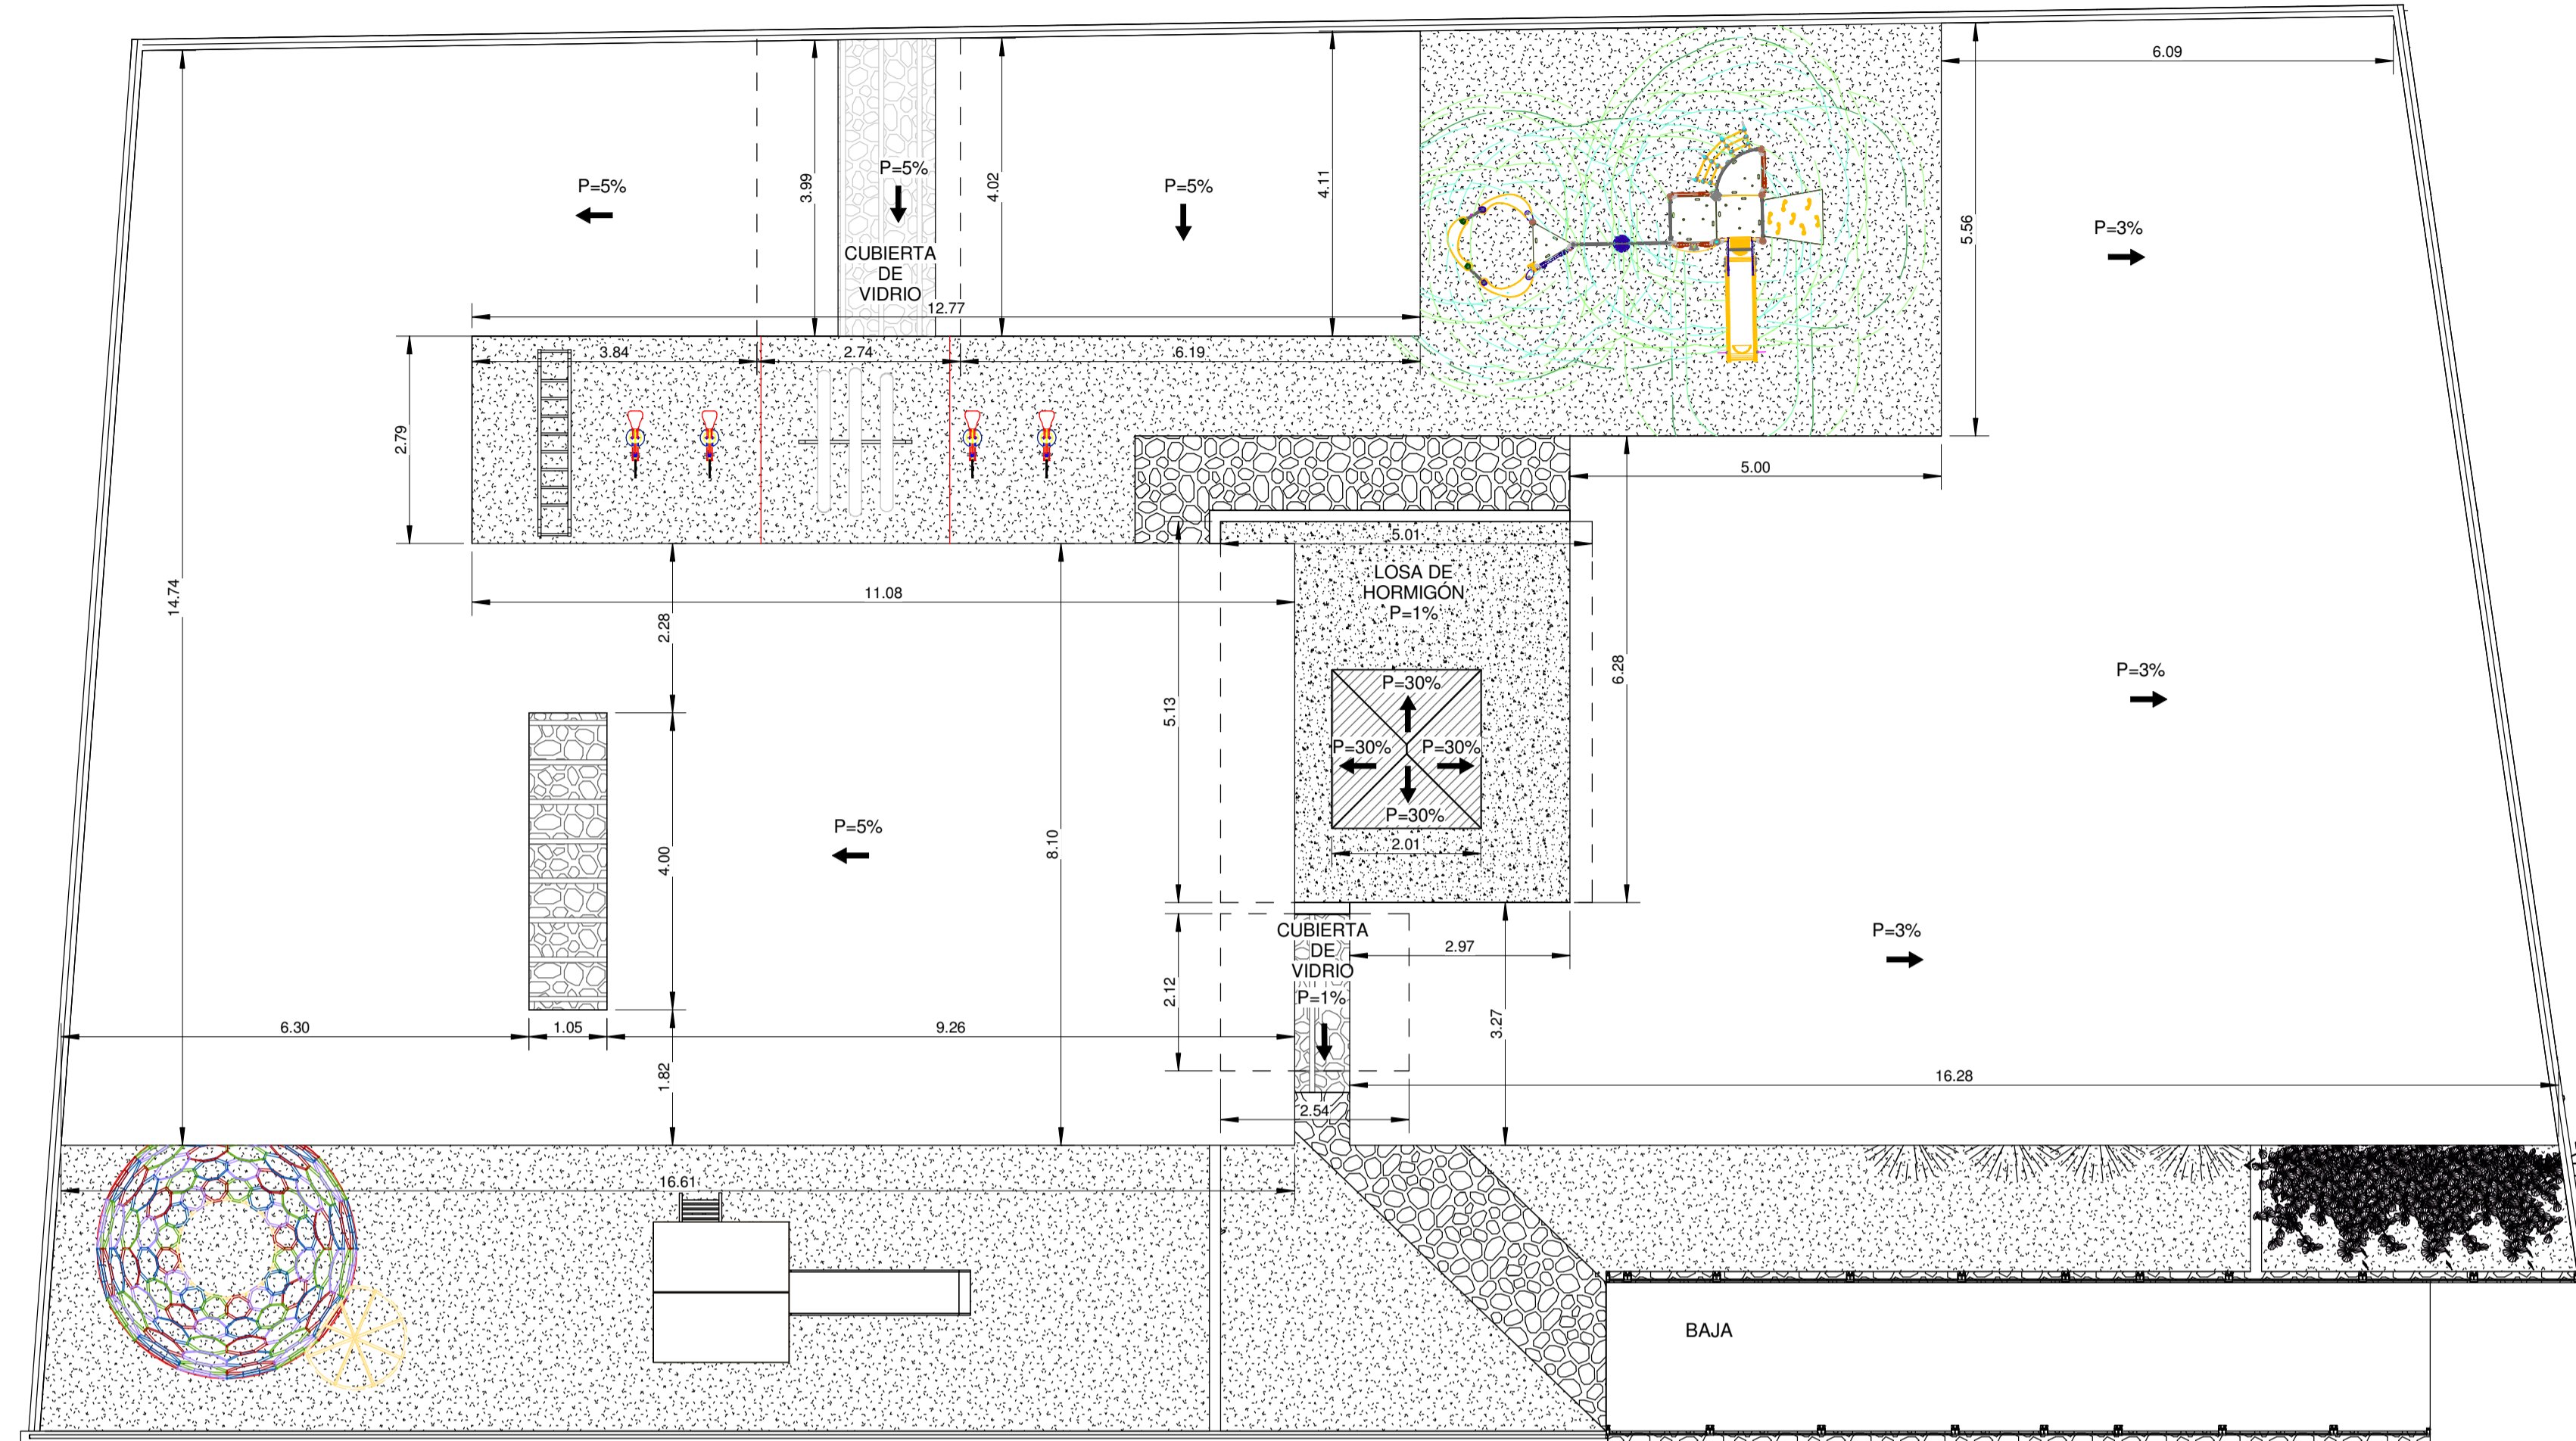 6.09
P=5%
3.99
P=5%
4.02
P=5%
4.11
5.56
P=3%
CUBIERTA
DE
VIDRIO
12.77
3.84
2.74
6.19
2.79
5.00
5.01
14.74
11.08
2.28
LOSA DE
HORMIGÓN
P=1%
5.13
6.28
P=3%
P=30%
P=30%
P=30%
P=30%
2.01
4.00
P=5%
8.10
CUBIERTA
DE
VIDRIO
P=1%
2.97
P=3%
2.12
3.27
6.30
1.05
9.26
1.82
16.28
2.54
16.61
BAJA